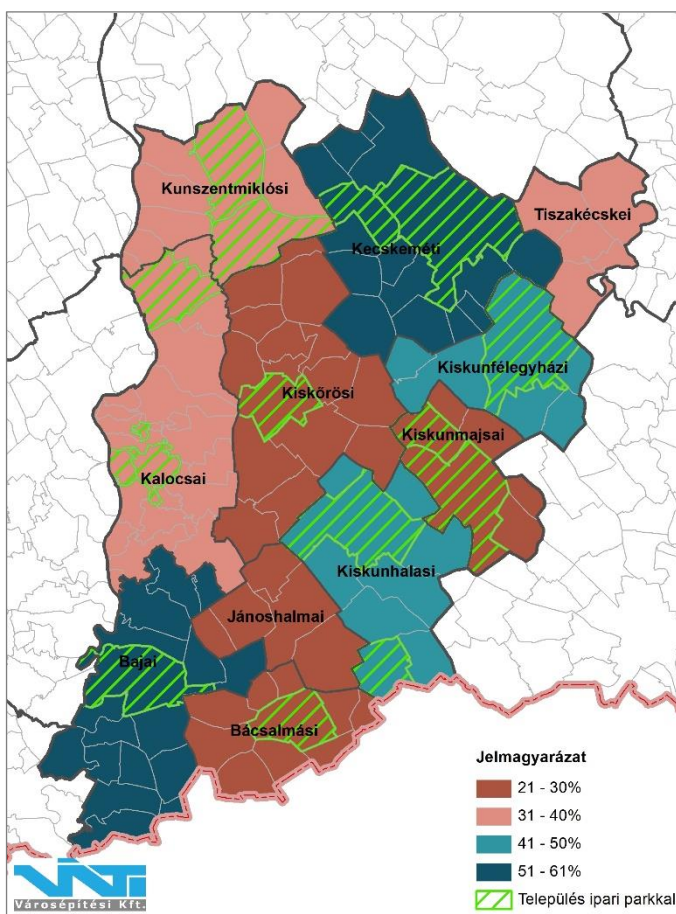 Kunszentmiklósi
Tiszakécskei
Kecskeméti
Kiskunfélegyházi
Kiskőrösi
Kiskunmajsai
Kalocsai
Kiskunhalasi
Jánoshalmai
Bajai
Bácsalmási
Jelmagyarázat
21 - 30%
31 - 40%
41 - 50%
51 - 61%
Település ipari parkkal
VÁTI
Városépítési Kft.